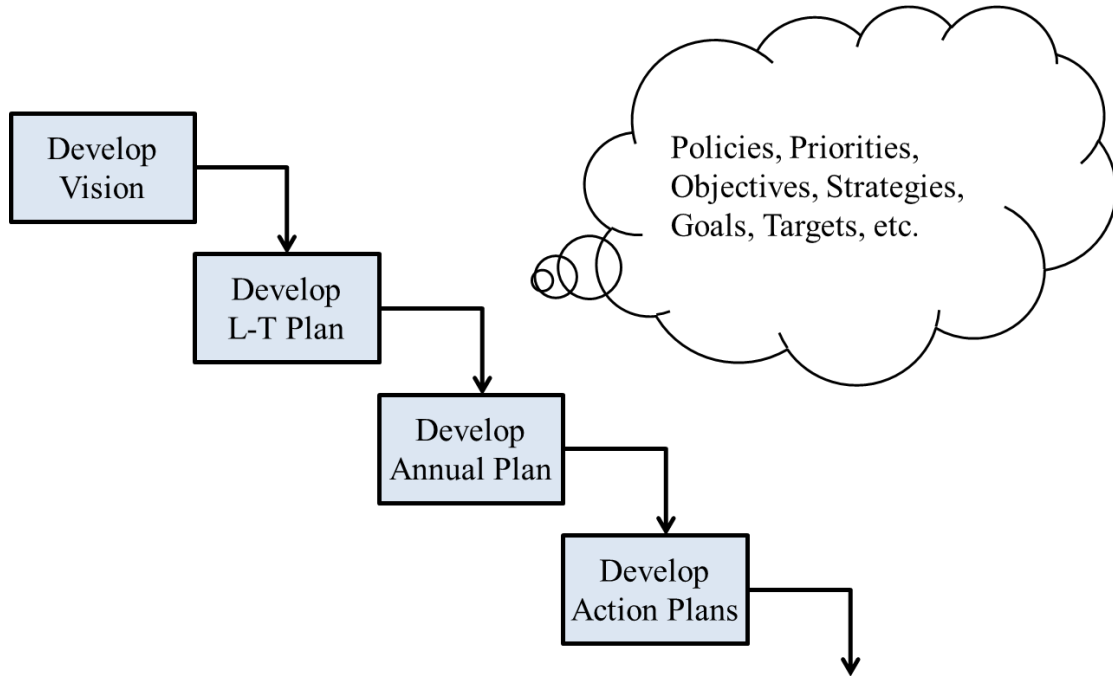 Develop
Vision
Develop
L-T Plan
Develop
Annual Plan
Develop
Action Plans
Policies, Priorities,
Objectives, Strategies,
Goals, Targets, etc.